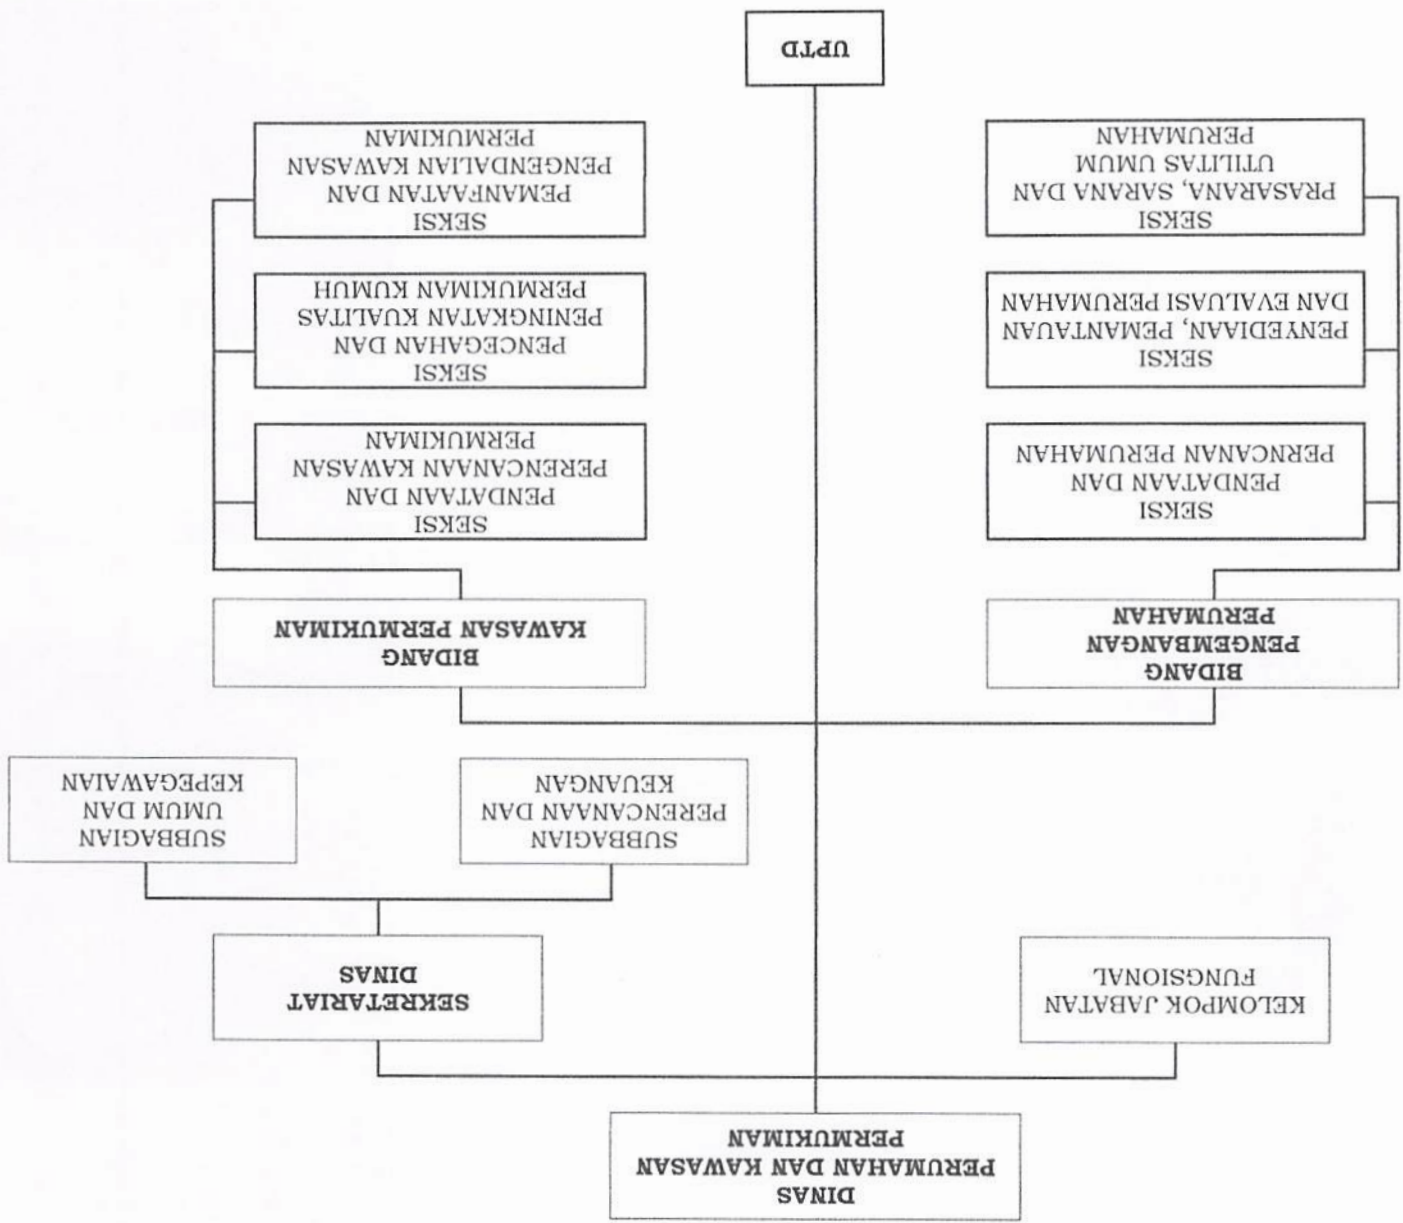 DINAS
PERUMAHAN DAN KAWASAN
PERMUKIMAN
KELOMPOK JABATAN
FUNGSIONAL
SEKRETARIAT
DINAS
SUBBAGIAN
PERENCANAAN DAN
KEUANGAN
SUBBAGIAN
UMUM DAN
KEPEGAWAIAN
BIDANG
PENGEMBANGAN
PERUMAHAN
BIDANG
KAWASAN PERMUKIMAN
SEKSI
PENDATAAN DAN
PERNCANAN PERUMAHAN
SEKSI
PENYEDIAAN, PEMANTAUAN
DAN EVALUASI PERUMAHAN
SEKSI
PRASARANA, SARANA DAN
UTILITAS UMUM
PERUMAHAN
SEKSI
PENDATAAN DAN
PERENCANAAN KAWASAN
PERMUKIMAN
SEKSI
PENCEGAHAN DAN
PENINGKATAN KUALITAS
PERMUKIMAN KUMUH
SEKSI
PEMANFAATAN DAN
PENGENDALIAN KAWASAN
PERMUKIMAN
UPTD